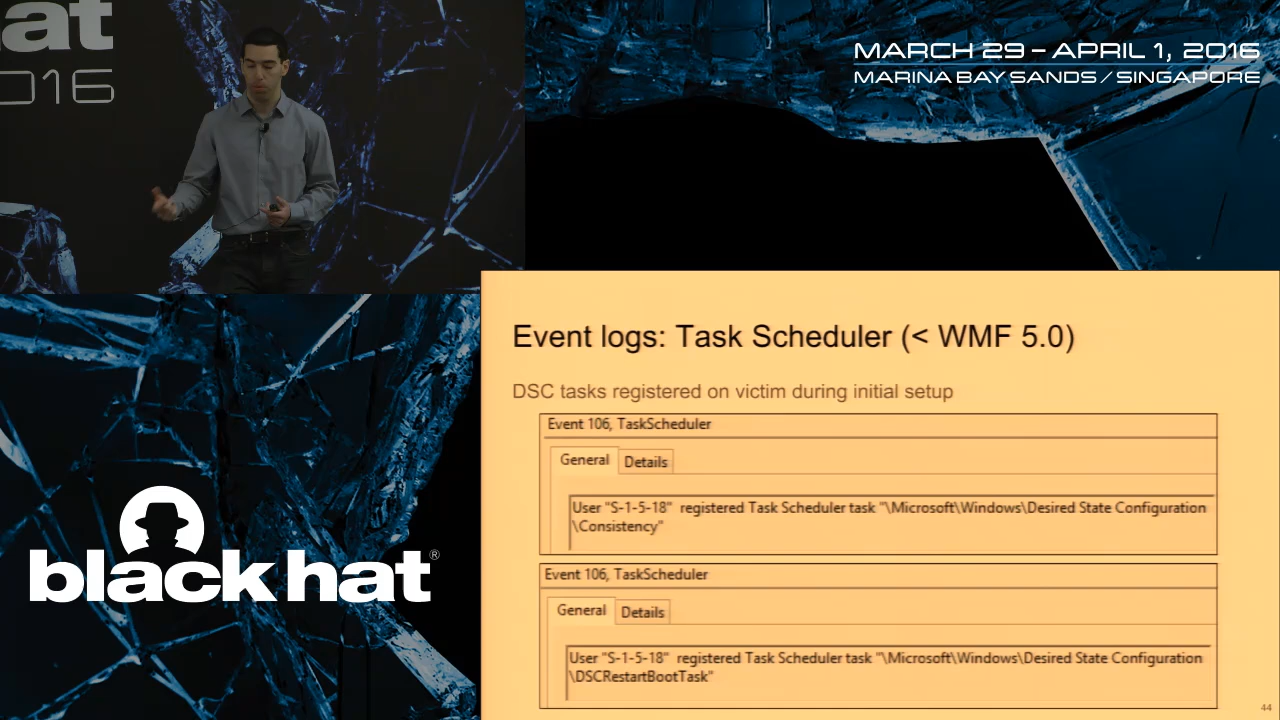 at
2016
MARCH 29 – APRIL 1, 2016
MARINA BAY SANDS / SINGAPORE
Event logs: Task Scheduler (< WMF 5.0)
DSC tasks registered on victim during initial setup
Event 106, TaskScheduler
General Details
User "S-1-5-18" registered Task Scheduler task "\Microsoft\Windows\Desired State Configuration
\Consistency"
Event 106, TaskScheduler
General Details
User "S-1-5-18" registered Task Scheduler task "\Microsoft\Windows\Desired State Configuration
\DSCRestartBootTask"
44
black hat®